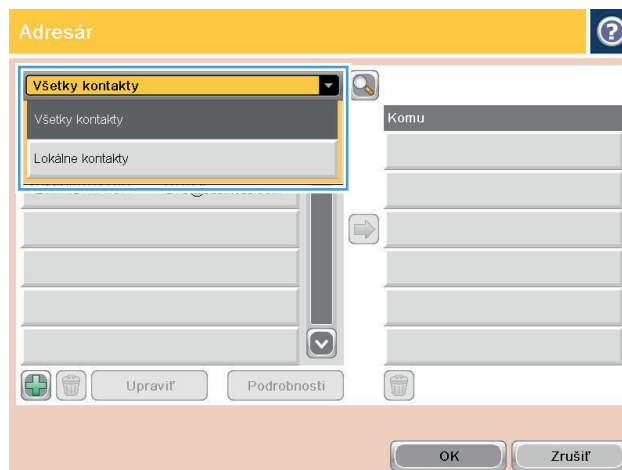 Adresár
?
Všetky kontakty
Všetky kontakty
Lokálne kontakty
Komu
Upraviť
Podrobnosti
OK
Zrušiť